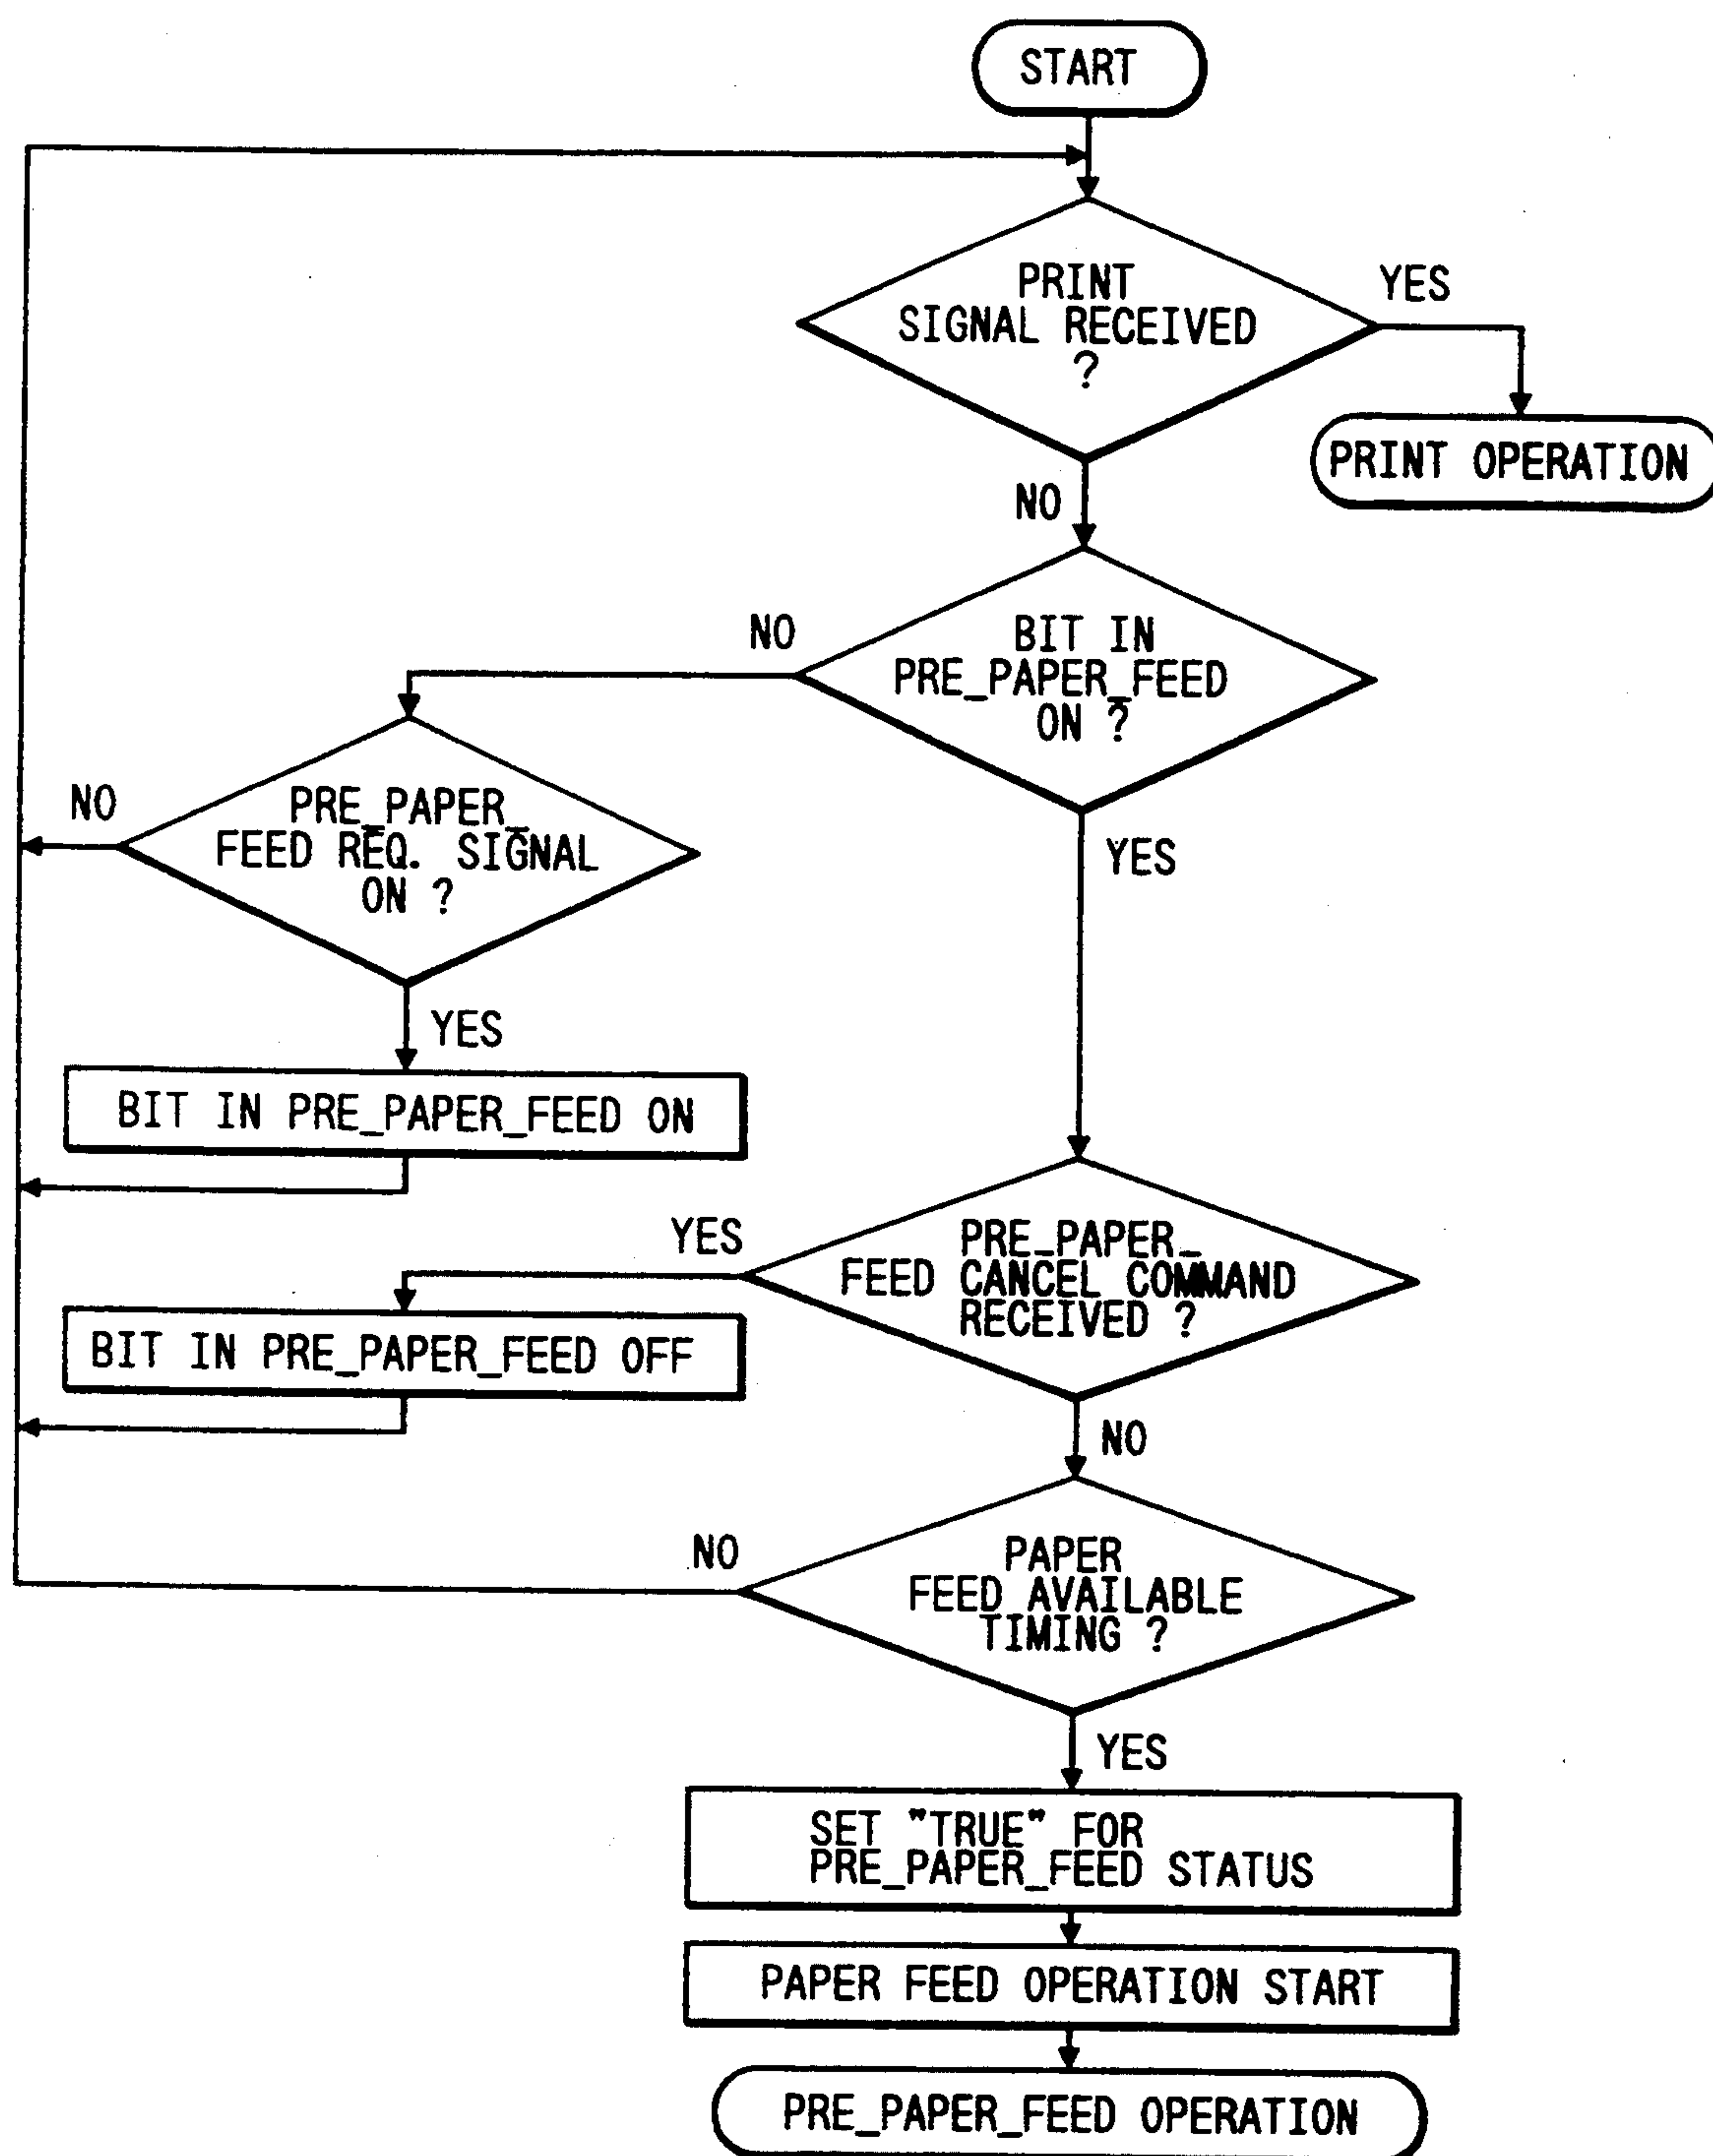 START
PRINT
SIGNAL RECEIVED
?
YES
PRINT OPERATION
NO
BIT IN
PRE_PAPER_FEED
ON ?
NO
YES
PRE_PAPER_
FEED REQ. SIGNAL
ON ?
NO
YES
BIT IN PRE_PAPER_FEED ON
PRE_PAPER_
FEED CANCEL COMMAND
RECEIVED ?
YES
BIT IN PRE_PAPER_FEED OFF
NO
PAPER
FEED AVAILABLE
TIMING ?
NO
YES
SET "TRUE" FOR
PRE_PAPER_FEED STATUS
PAPER FEED OPERATION START
PRE_PAPER_FEED OPERATION